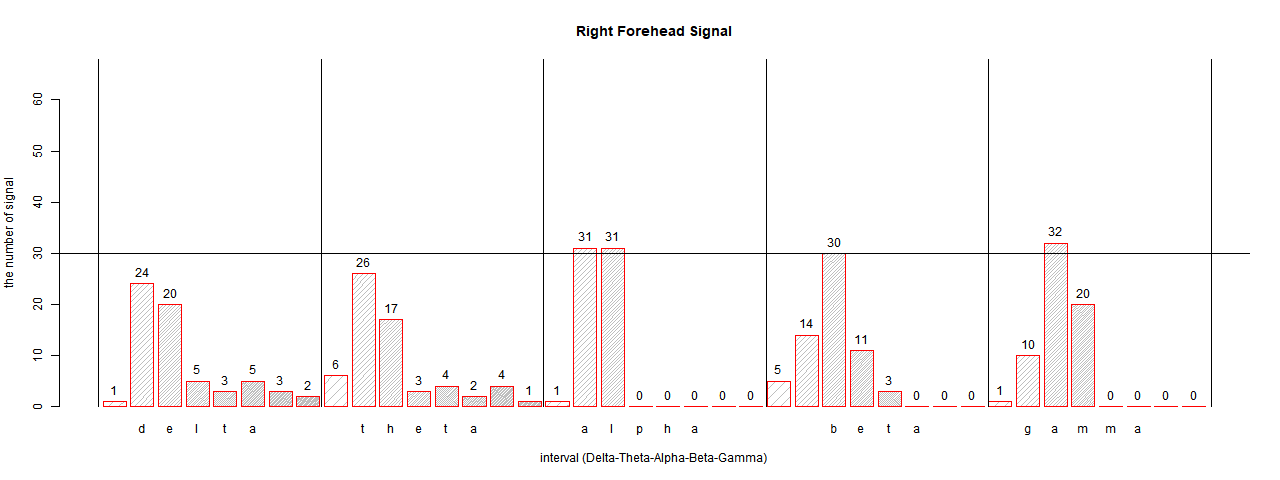 Right Forehead Signal
the number of signal
60
50
40
30
20
10
0
1 24 20 5 3 5 3 2 6 26 17 3 4 2 4 1 1 31 31 0 0 0 0 0 5 14 30 11 3 0 0 0 1 10 32 20 0 0 0 0
d e l t a t h e t a a l p h a b e t a g a m m a
interval (Delta-Theta-Alpha-Beta-Gamma)